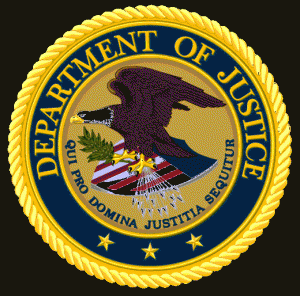 DEPARTMENT OF JUSTICE
QUI PRO DOMINA JUSTITIA SEQUITUR